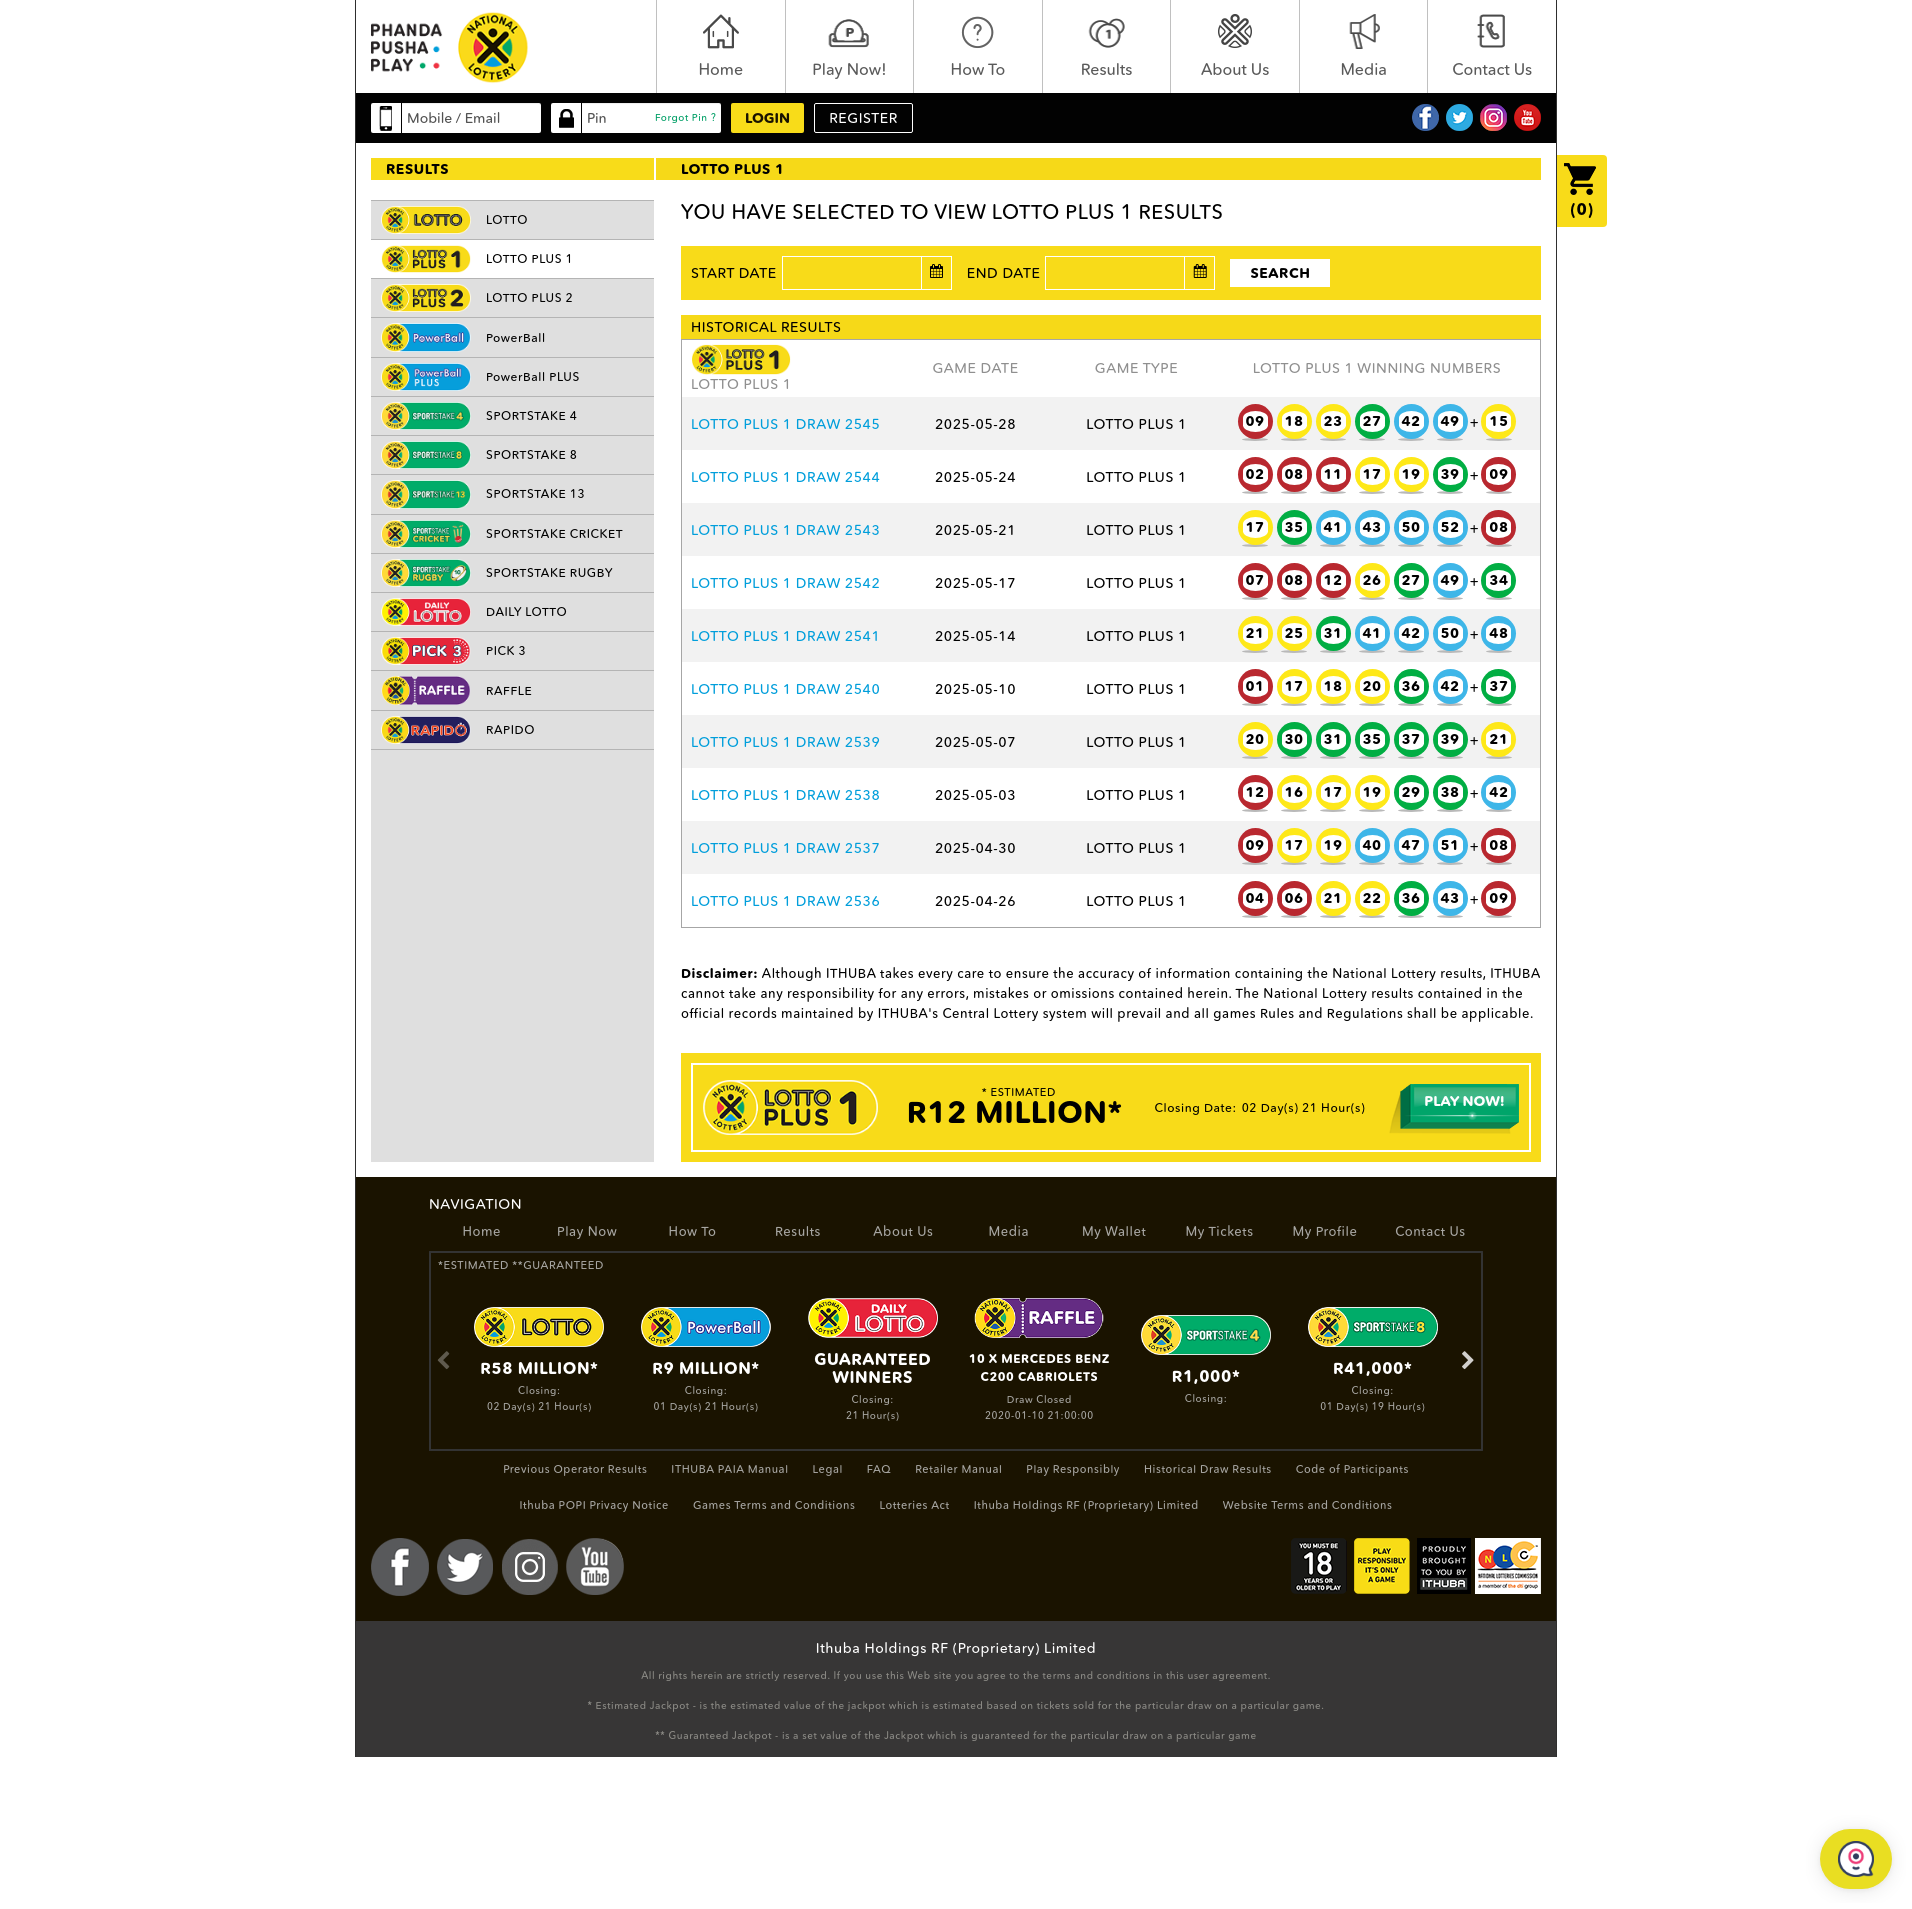 PHANDA
PUSHA
PLAY
NATIONAL
LOTTERY
Home
Play Now!
How To
Results
About Us
Media
Contact Us
Mobile / Email
Pin
Forgot Pin ?
LOGIN
REGISTER
RESULTS
LOTTO PLUS 1
(0)
LOTTO LOTTO
LOTTO PLUS 1 LOTTO PLUS 1
LOTTO PLUS 2 LOTTO PLUS 2
PowerBall PowerBall
PowerBall PLUS PowerBall PLUS
SPORTSTAKE 4 SPORTSTAKE 4
SPORTSTAKE 8 SPORTSTAKE 8
SPORTSTAKE 13 SPORTSTAKE 13
SPORTSTAKE CRICKET SPORTSTAKE CRICKET
SPORTSTAKE RUGBY SPORTSTAKE RUGBY
DAILY LOTTO DAILY LOTTO
PICK 3 PICK 3
RAFFLE RAFFLE
RAPIDO RAPIDO
YOU HAVE SELECTED TO VIEW LOTTO PLUS 1 RESULTS
START DATE END DATE SEARCH
HISTORICAL RESULTS
LOTTO PLUS 1
LOTTO PLUS 1 GAME DATE GAME TYPE LOTTO PLUS 1 WINNING NUMBERS
LOTTO PLUS 1 DRAW 2545 2025-05-28 LOTTO PLUS 1 09 18 23 27 42 49 + 15
LOTTO PLUS 1 DRAW 2544 2025-05-24 LOTTO PLUS 1 02 08 11 17 19 39 + 09
LOTTO PLUS 1 DRAW 2543 2025-05-21 LOTTO PLUS 1 17 35 41 43 50 52 + 08
LOTTO PLUS 1 DRAW 2542 2025-05-17 LOTTO PLUS 1 07 08 12 26 27 49 + 34
LOTTO PLUS 1 DRAW 2541 2025-05-14 LOTTO PLUS 1 21 25 31 41 42 50 + 48
LOTTO PLUS 1 DRAW 2540 2025-05-10 LOTTO PLUS 1 01 17 18 20 36 42 + 37
LOTTO PLUS 1 DRAW 2539 2025-05-07 LOTTO PLUS 1 20 30 31 35 37 39 + 21
LOTTO PLUS 1 DRAW 2538 2025-05-03 LOTTO PLUS 1 12 16 17 19 29 38 + 42
LOTTO PLUS 1 DRAW 2537 2025-04-30 LOTTO PLUS 1 09 17 19 40 47 51 + 08
LOTTO PLUS 1 DRAW 2536 2025-04-26 LOTTO PLUS 1 04 06 21 22 36 43 + 09
Disclaimer: Although ITHUBA takes every care to ensure the accuracy of information containing the National Lottery results, ITHUBA
cannot take any responsibility for any errors, mistakes or omissions contained herein. The National Lottery results contained in the
official records maintained by ITHUBA's Central Lottery system will prevail and all games Rules and Regulations shall be applicable.
NATIONAL LOTTERY LOTTO PLUS 1
* ESTIMATED
R12 MILLION*
Closing Date: 02 Day(s) 21 Hour(s)
PLAY NOW!
NAVIGATION
Home Play Now How To Results About Us Media My Wallet My Tickets My Profile Contact Us
*ESTIMATED **GUARANTEED
NATIONAL LOTTERY LOTTO
R58 MILLION*
Closing:
02 Day(s) 21 Hour(s)
NATIONAL LOTTERY PowerBall
R9 MILLION*
Closing:
01 Day(s) 21 Hour(s)
NATIONAL LOTTERY DAILY LOTTO
GUARANTEED
WINNERS
Closing:
21 Hour(s)
NATIONAL LOTTERY RAFFLE
10 X MERCEDES BENZ
C200 CABRIOLETS
Draw Closed
2020-01-10 21:00:00
NATIONAL LOTTERY SPORTSTAKE 4
R1,000*
Closing:
NATIONAL LOTTERY SPORTSTAKE 8
R41,000*
Closing:
01 Day(s) 19 Hour(s)
Previous Operator Results ITHUBA PAIA Manual Legal FAQ Retailer Manual Play Responsibly Historical Draw Results Code of Participants
Ithuba POPI Privacy Notice Games Terms and Conditions Lotteries Act Ithuba Holdings RF (Proprietary) Limited Website Terms and Conditions
You
Tube
YOU MUST BE
18
YEARS OR
OLDER TO PLAY
PLAY
RESPONSIBLY
IT'S ONLY
A GAME
PROUDLY
BROUGHT
TO YOU BY
ITHUBA
NLC
NATIONAL LOTTERIES COMMISSION
a member of the dti group
Ithuba Holdings RF (Proprietary) Limited
All rights herein are strictly reserved. If you use this Web site you agree to the terms and conditions in this user agreement.
* Estimated Jackpot - is the estimated value of the jackpot which is estimated based on tickets sold for the particular draw on a particular game.
** Guaranteed Jackpot - is a set value of the Jackpot which is guaranteed for the particular draw on a particular game